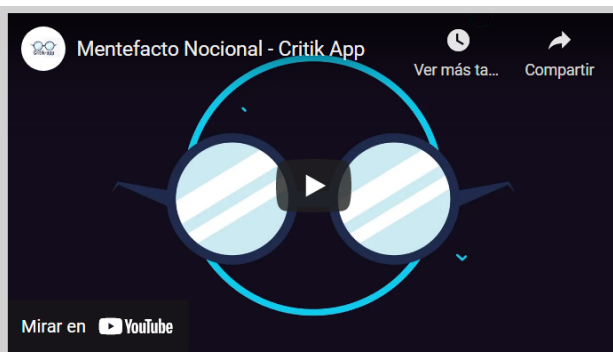 Mentefacto Nocional - Critik App
Ver más ta...
Compartir
Mirar en YouTube